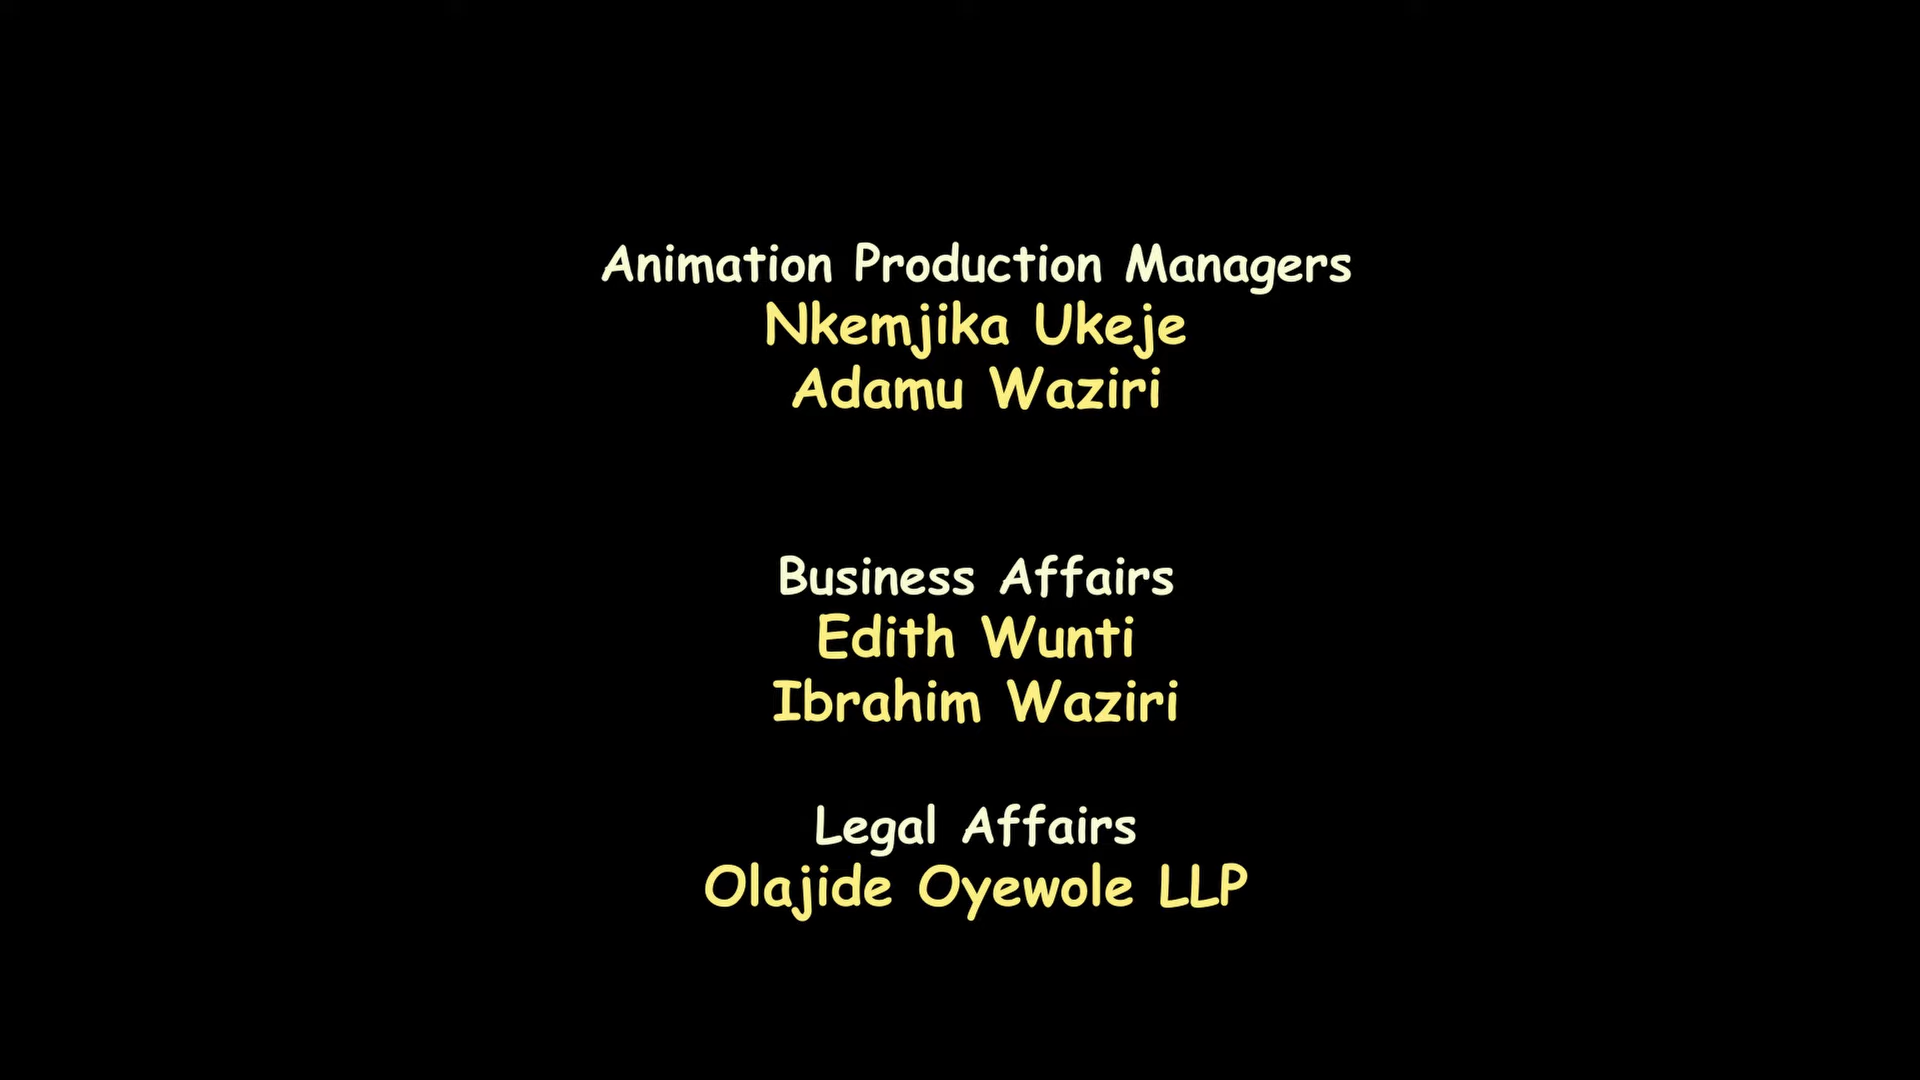 Animation Production Managers
Nkemjika Ukeje
Adamu Waziri
Business Affairs
Edith Wunti
Ibrahim Waziri
Legal Affairs
Olajide Oyewole LLP